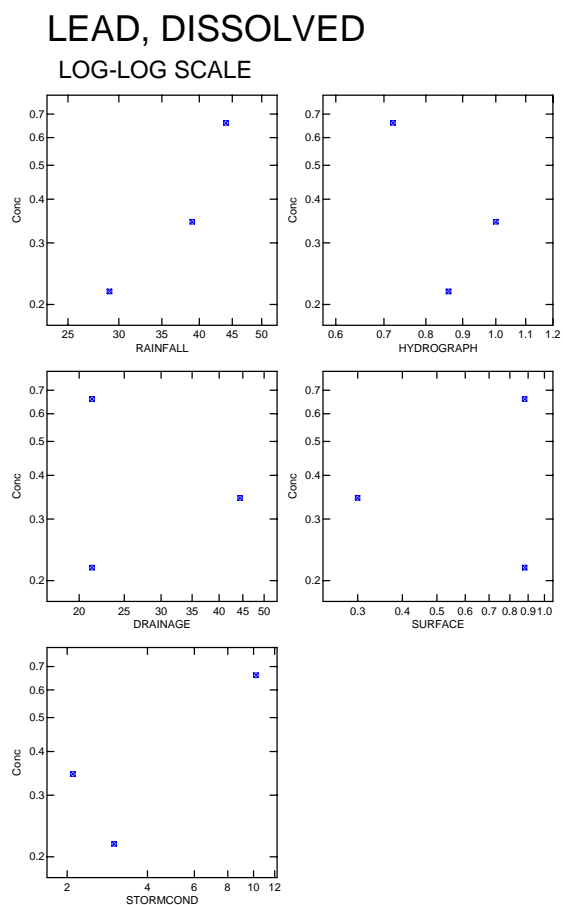 LEAD, DISSOLVED
LOG-LOG SCALE
0.7
0.6
0.5
0.4
0.3
0.2
Conc
25 30 35 40 45 50
RAINFALL
0.7
0.6
0.5
0.4
0.3
0.2
Conc
0.6 0.7 0.8 0.9 1.0 1.1 1.2
HYDROGRAPH
0.7
0.6
0.5
0.4
0.3
0.2
Conc
20 25 30 35 40 45 50
DRAINAGE
0.7
0.6
0.5
0.4
0.3
0.2
Conc
0.3 0.4 0.5 0.6 0.7 0.8 0.9 1.0
SURFACE
0.7
0.6
0.5
0.4
0.3
0.2
Conc
2 4 6 8 10 12
STORMCOND